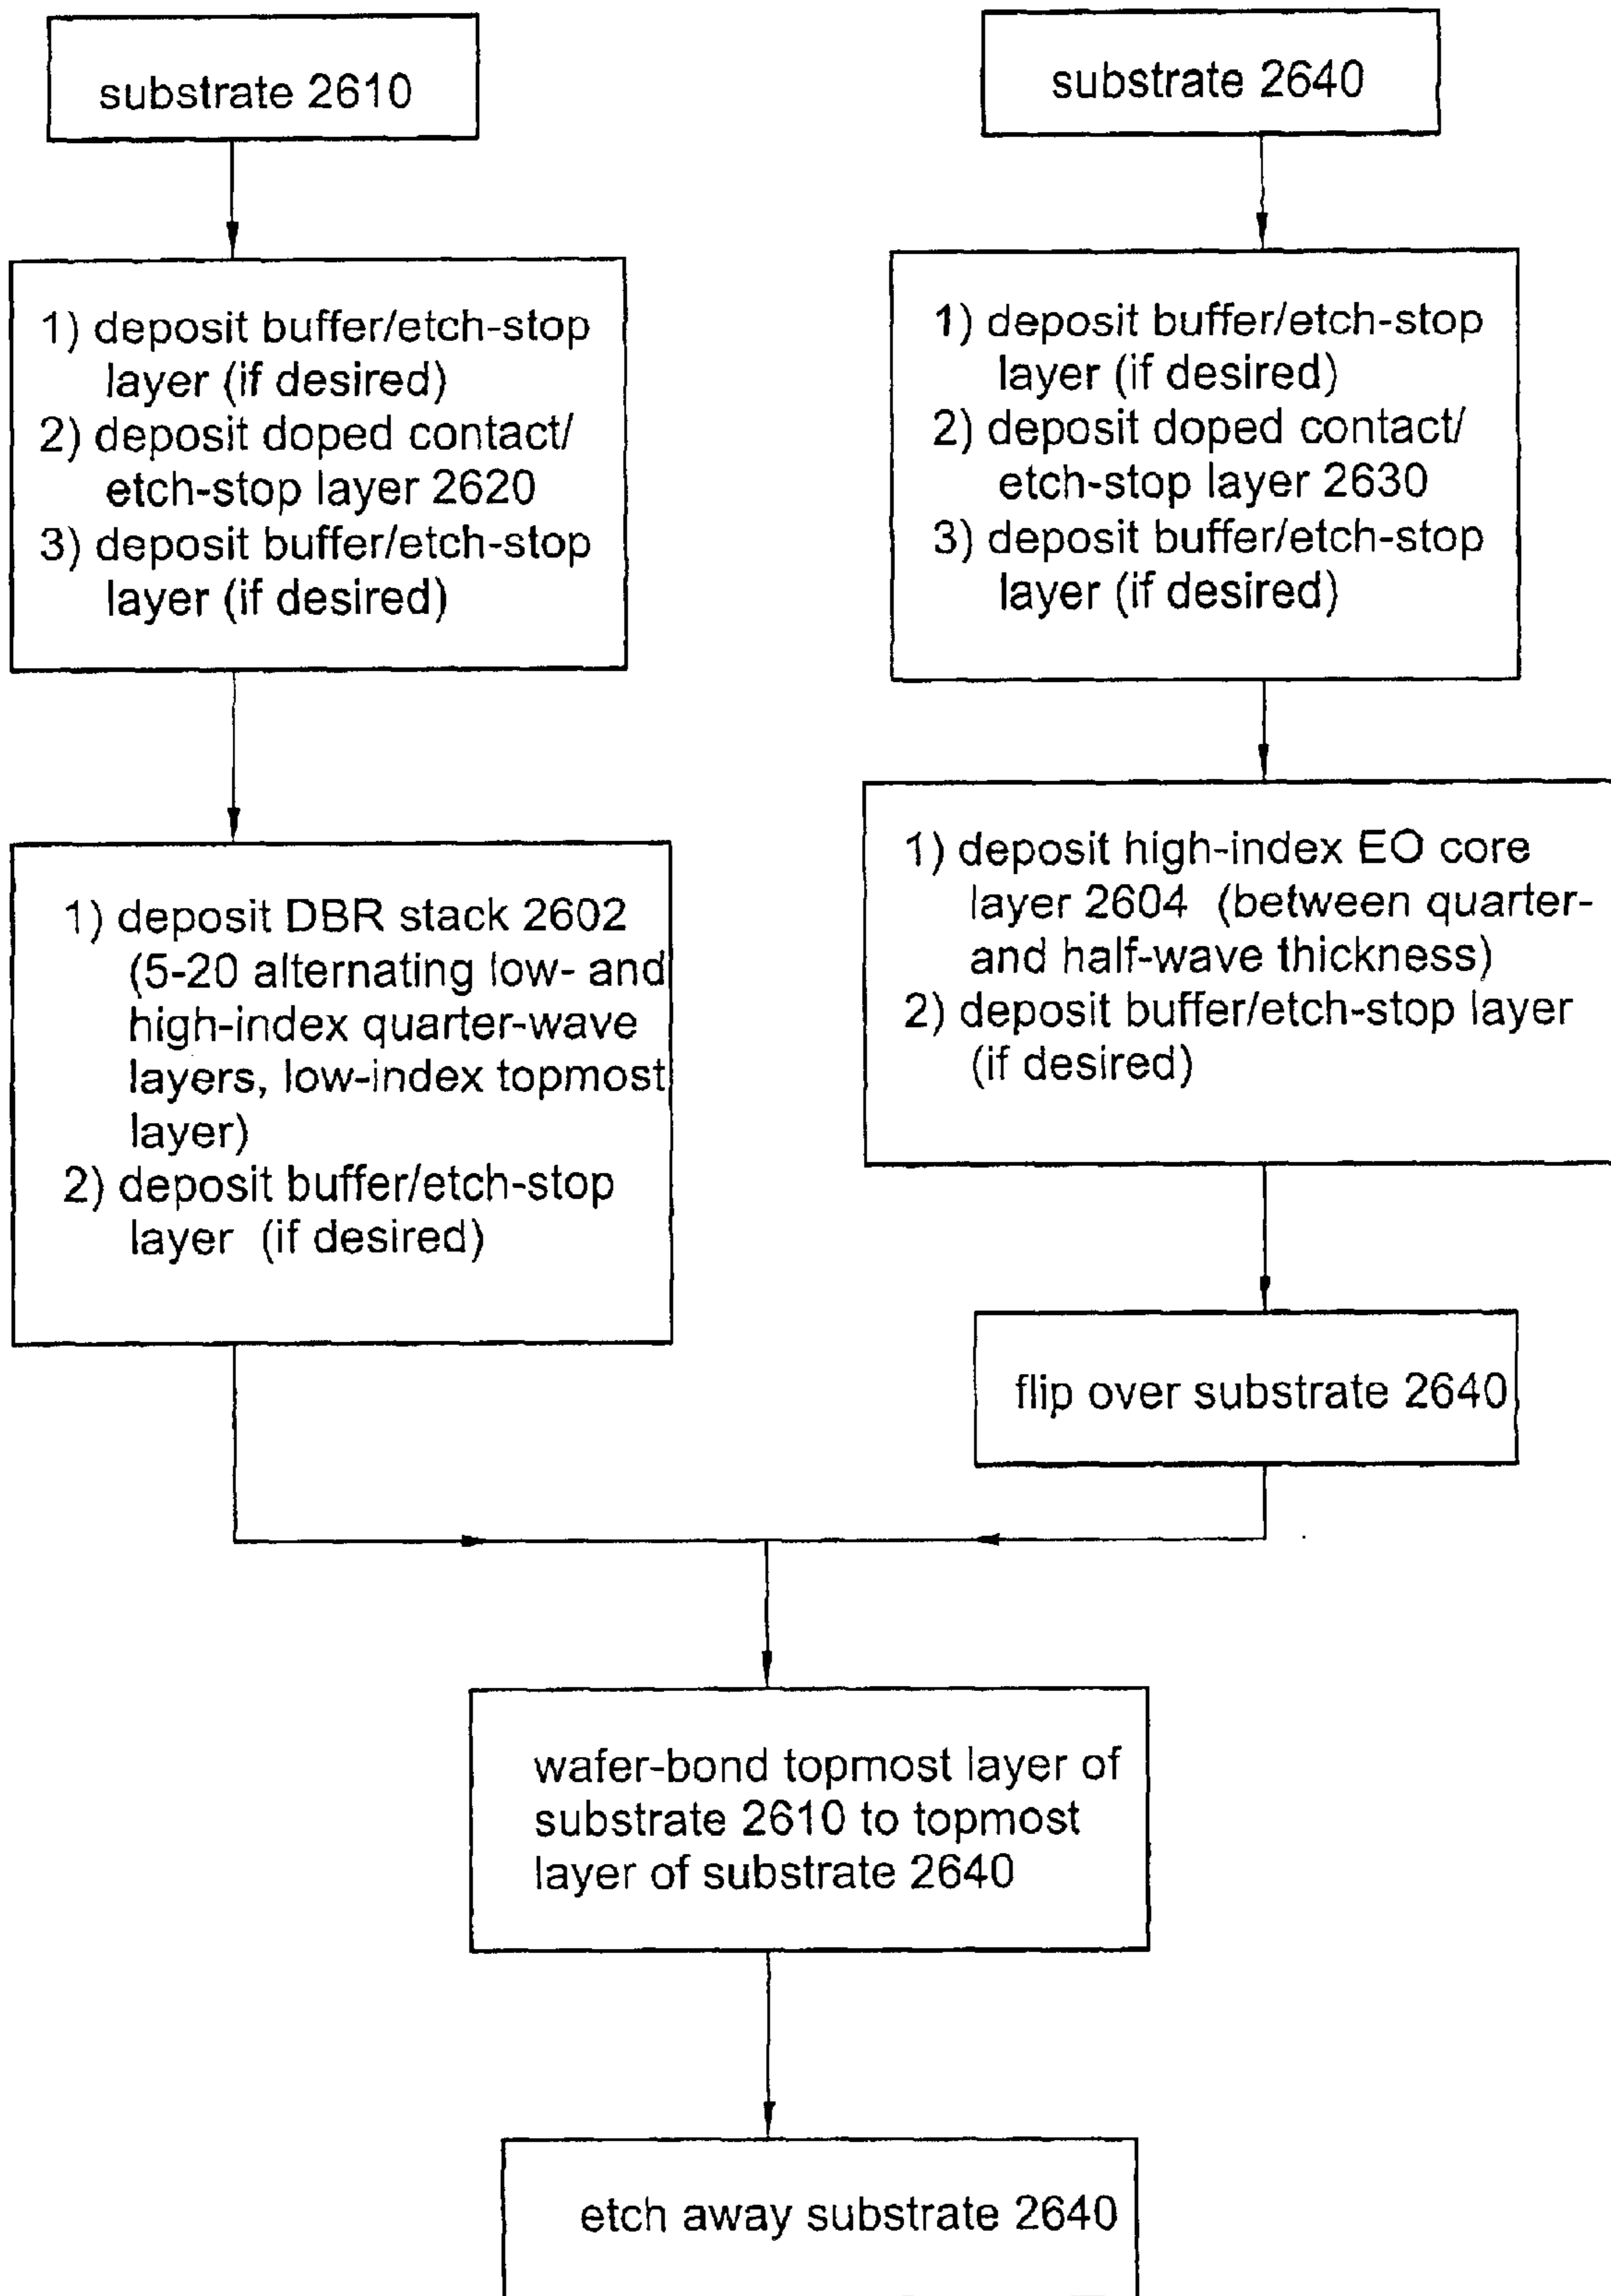 substrate 2610
substrate 2640
1) deposit buffer/etch-stop
layer (if desired)
2) deposit doped contact/
etch-stop layer 2620
3) deposit buffer/etch-stop
layer (if desired)
1) deposit buffer/etch-stop
layer (if desired)
2) deposit doped contact/
etch-stop layer 2630
3) deposit buffer/etch-stop
layer (if desired)
1) deposit DBR stack 2602
(5-20 alternating low- and
high-index quarter-wave
layers, low-index topmost
layer)
2) deposit buffer/etch-stop
layer (if desired)
1) deposit high-index EO core
layer 2604 (between quarter-
and half-wave thickness)
2) deposit buffer/etch-stop layer
(if desired)
flip over substrate 2640
wafer-bond topmost layer of
substrate 2610 to topmost
layer of substrate 2640
etch away substrate 2640